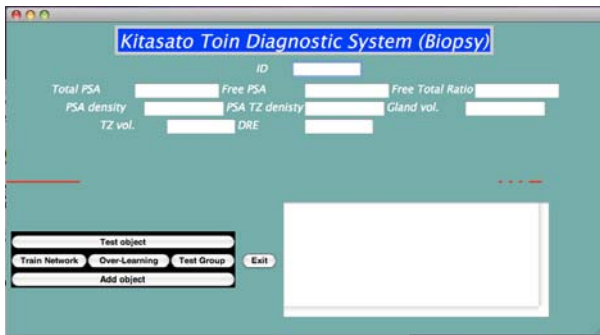 Kitasato Toin Diagnostic System (Biopsy)
ID
Total PSA Free PSA Free Total Ratio
PSA density PSA TZ denisty Gland vol.
TZ vol. DRE
Test object
Train Network Over-Learning Test Group Exit
Add object